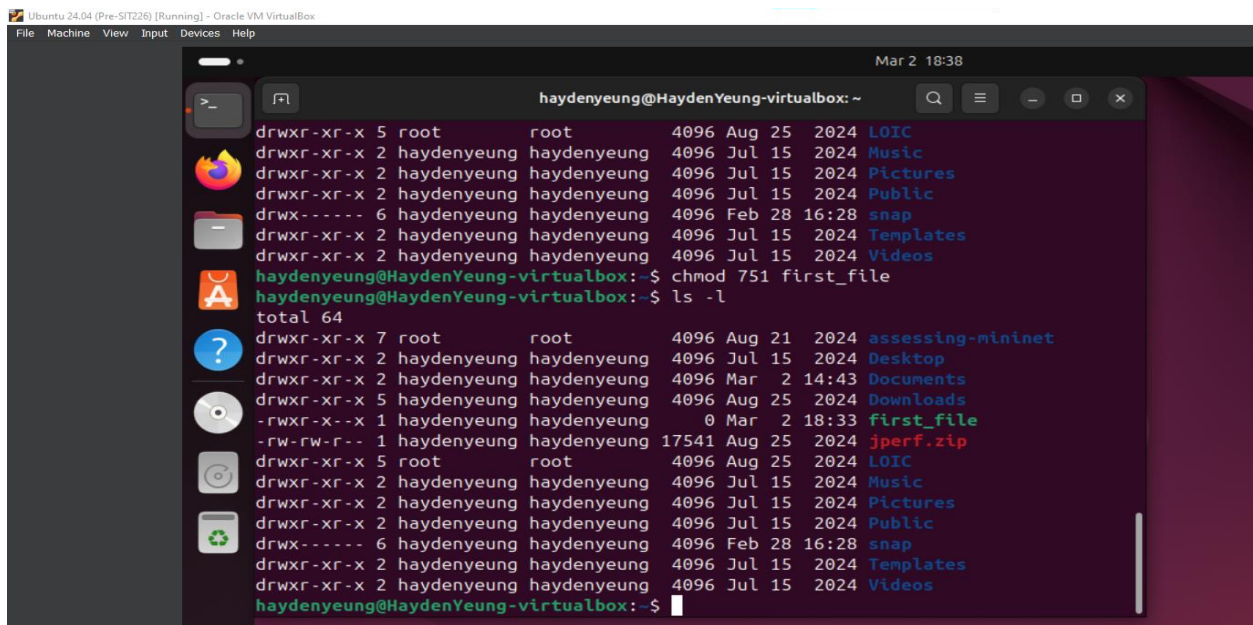 Ubuntu 24.04 (Pre-SIT226) [Running] - Oracle VM VirtualBox
File Machine View Input Devices Help
Mar 2 18:38
haydenyeung@HaydenYeung-virtualbox: ~
drwxr-xr-x 5 root root 4096 Aug 25 2024 LOIC
drwxr-xr-x 2 haydenyeung haydenyeung 4096 Jul 15 2024 Music
drwxr-xr-x 2 haydenyeung haydenyeung 4096 Jul 15 2024 Pictures
drwxr-xr-x 2 haydenyeung haydenyeung 4096 Jul 15 2024 Public
drwx------ 6 haydenyeung haydenyeung 4096 Feb 28 16:28 snap
drwxr-xr-x 2 haydenyeung haydenyeung 4096 Jul 15 2024 Templates
drwxr-xr-x 2 haydenyeung haydenyeung 4096 Jul 15 2024 Videos
haydenyeung@HaydenYeung-virtualbox:~$ chmod 751 first_file
haydenyeung@HaydenYeung-virtualbox:~$ ls -l
total 64
drwxr-xr-x 7 root root 4096 Aug 21 2024 assessing-mininet
drwxr-xr-x 2 haydenyeung haydenyeung 4096 Jul 15 2024 Desktop
drwxr-xr-x 2 haydenyeung haydenyeung 4096 Mar 2 14:43 Documents
drwxr-xr-x 5 haydenyeung haydenyeung 4096 Aug 25 2024 Downloads
-rwxr-x--x 1 haydenyeung haydenyeung 0 Mar 2 18:33 first_file
-rw-rw-r-- 1 haydenyeung haydenyeung 17541 Aug 25 2024 jperf.zip
drwxr-xr-x 5 root root 4096 Aug 25 2024 LOIC
drwxr-xr-x 2 haydenyeung haydenyeung 4096 Jul 15 2024 Music
drwxr-xr-x 2 haydenyeung haydenyeung 4096 Jul 15 2024 Pictures
drwxr-xr-x 2 haydenyeung haydenyeung 4096 Jul 15 2024 Public
drwx------ 6 haydenyeung haydenyeung 4096 Feb 28 16:28 snap
drwxr-xr-x 2 haydenyeung haydenyeung 4096 Jul 15 2024 Templates
drwxr-xr-x 2 haydenyeung haydenyeung 4096 Jul 15 2024 Videos
haydenyeung@HaydenYeung-virtualbox:~$